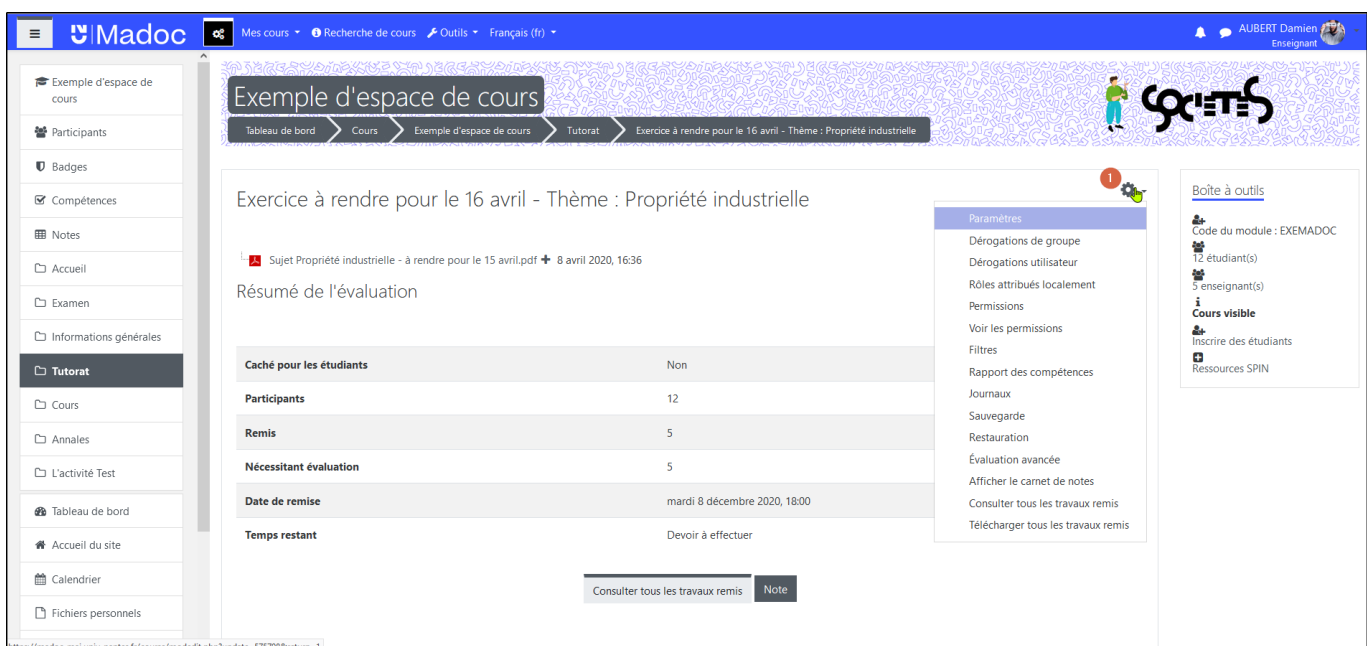 Madoc
Mes cours
Recherche de cours
Outils
Français (fr)
AUBERT Damien
Enseignant
Exemple d'espace de
cours
Participants
Badges
Compétences
Notes
Accueil
Examen
Informations générales
Tutorat
Cours
Annales
L'activité Test
Tableau de bord
Accueil du site
Calendrier
Fichiers personnels
Exemple d'espace de cours
Tableau de bord
Cours
Exemple d'espace de cours
Tutorat
Exercice à rendre pour le 16 avril - Thème : Propriété industrielle
SOCIETES
Exercice à rendre pour le 16 avril - Thème : Propriété industrielle
1
Sujet Propriété industrielle - à rendre pour le 15 avril.pdf 8 avril 2020, 16:36
Résumé de l'évaluation
Caché pour les étudiants Non
Participants 12
Remis 5
Nécessitant évaluation 5
Date de remise mardi 8 décembre 2020, 18:00
Temps restant Devoir à effectuer
Consulter tous les travaux remis
Note
Paramètres
Dérogations de groupe
Dérogations utilisateur
Rôles attribués localement
Permissions
Voir les permissions
Filtres
Rapport des compétences
Journaux
Sauvegarde
Restauration
Évaluation avancée
Afficher le carnet de notes
Consulter tous les travaux remis
Télécharger tous les travaux remis
Boîte à outils
Code du module : EXEMADOC
12 étudiant(s)
5 enseignant(s)
Cours visible
Inscrire des étudiants
Ressources SPIN